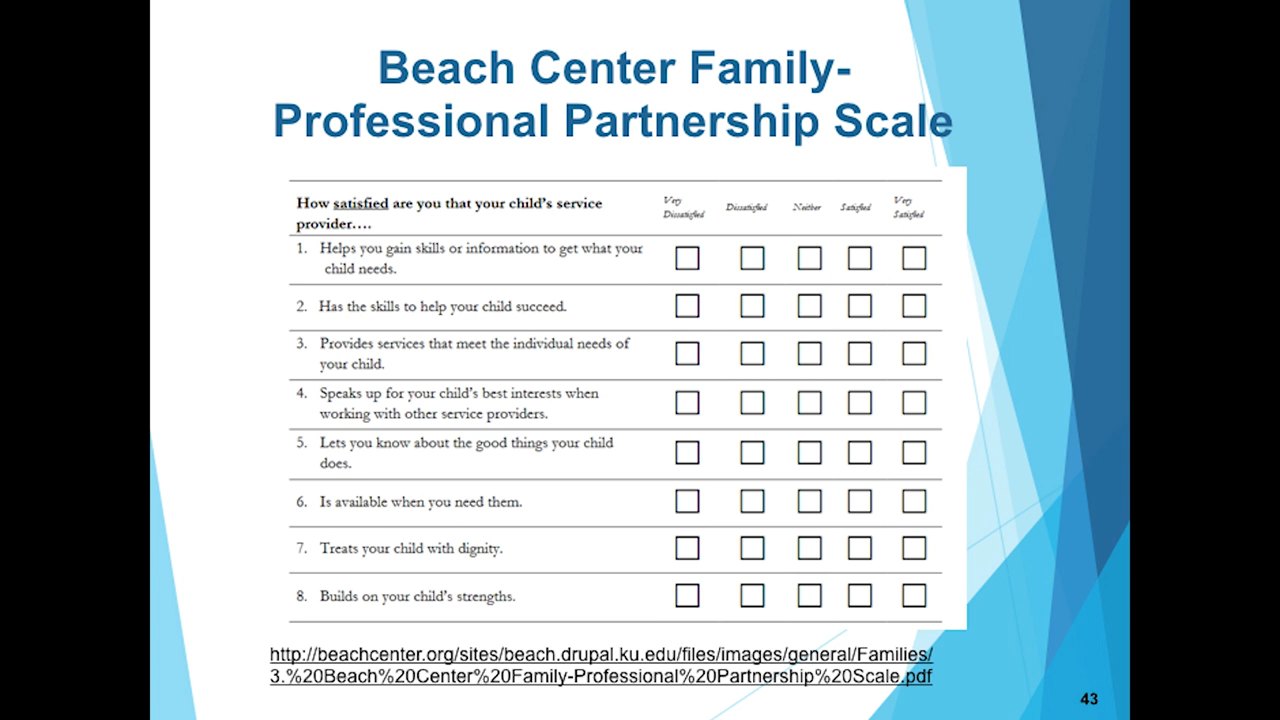 Beach Center Family-
Professional Partnership Scale
How satisfied are you that your child's service
provider….
Very
Dissatisfied
Dissatisfied
Neither
Satisfied
Very
Satisfied
1. Helps you gain skills or information to get what your
child needs.
2. Has the skills to help your child succeed.
3. Provides services that meet the individual needs of
your child.
4. Speaks up for your child's best interests when
working with other service providers.
5. Lets you know about the good things your child
does.
6. Is available when you need them.
7. Treats your child with dignity.
8. Builds on your child's strengths.
http://beachcenter.org/sites/beach.drupal.ku.edu/files/images/general/Families/
3.%20Beach%20Center%20Family-Professional%20Partnership%20Scale.pdf
43